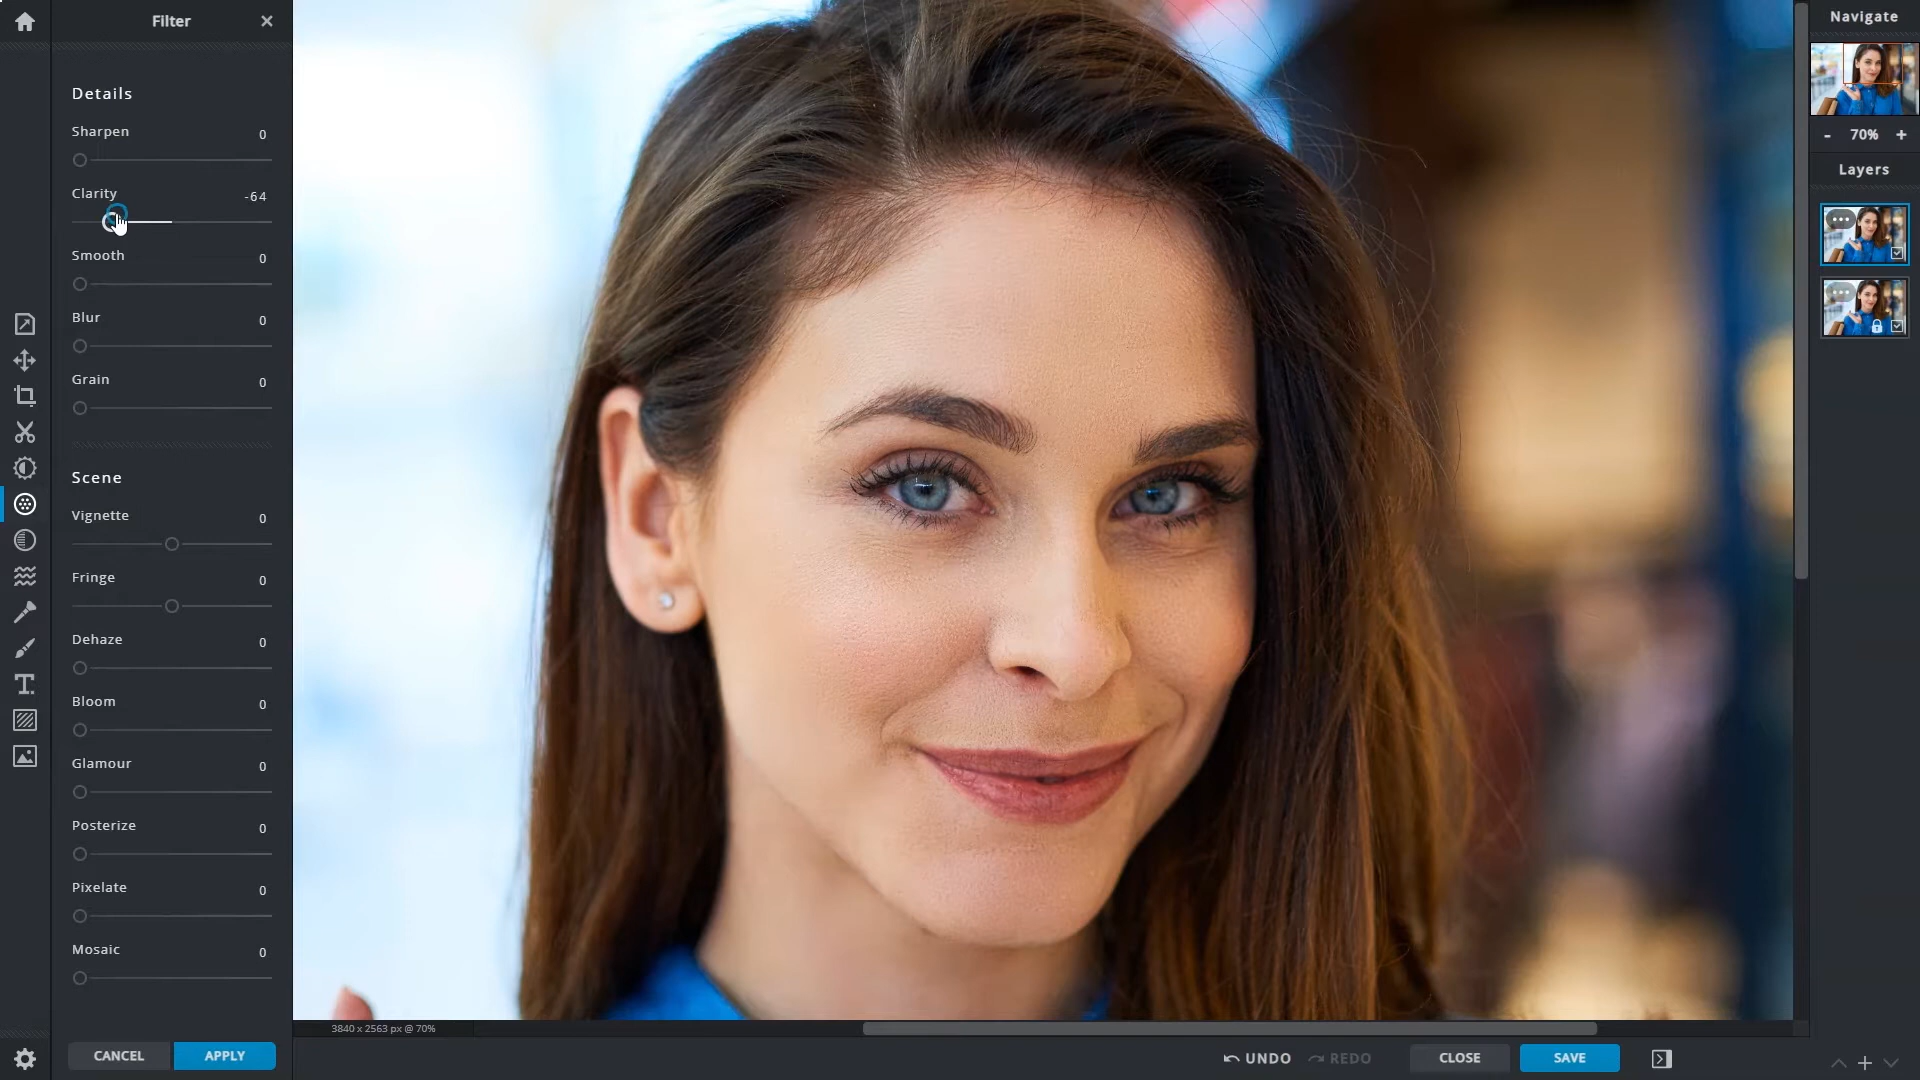 Filter
Details
Sharpen 0
Clarity -64
Smooth 0
Blur 0
Grain 0
Scene
Vignette 0
Fringe 0
Dehaze 0
Bloom 0
Glamour 0
Posterize 0
Pixelate 0
Mosaic 0
CANCEL APPLY
3840 x 2563 px @ 70%
UNDO REDO CLOSE SAVE
Navigate
- 70% +
Layers